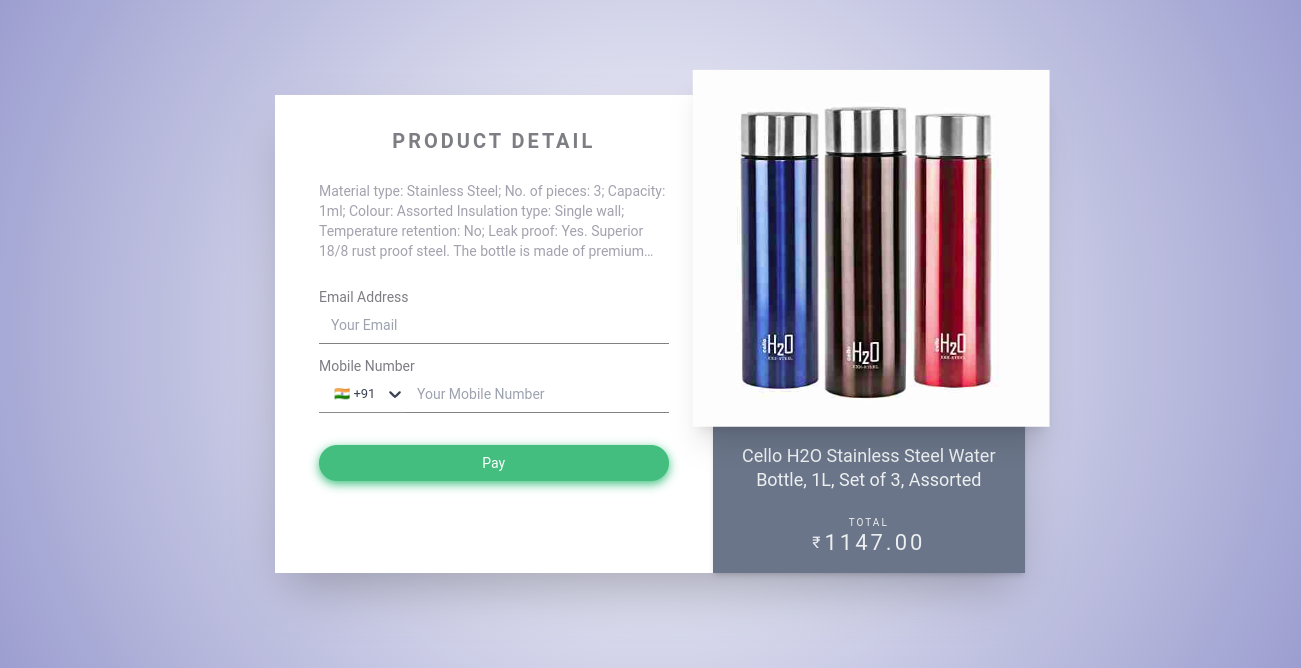 PRODUCT DETAIL
Material type: Stainless Steel; No. of pieces: 3; Capacity:
1ml; Colour: Assorted Insulation type: Single wall;
Temperature retention: No; Leak proof: Yes. Superior
18/8 rust proof steel. The bottle is made of premium…
Email Address
Your Email
Mobile Number
🇮🇳 +91 Your Mobile Number
Pay
cello H2O
cello H2O
cello H2O
Cello H2O Stainless Steel Water
Bottle, 1L, Set of 3, Assorted
TOTAL
₹1147.00